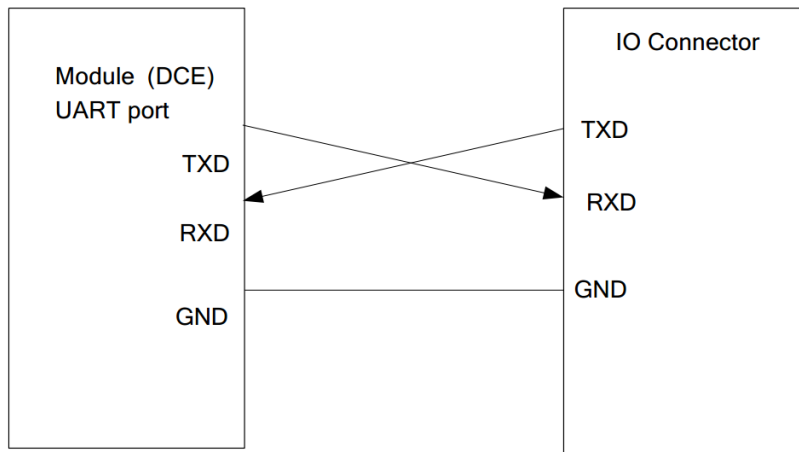 Module (DCE)
UART port
TXD
RXD
GND
IO Connector
TXD
RXD
GND